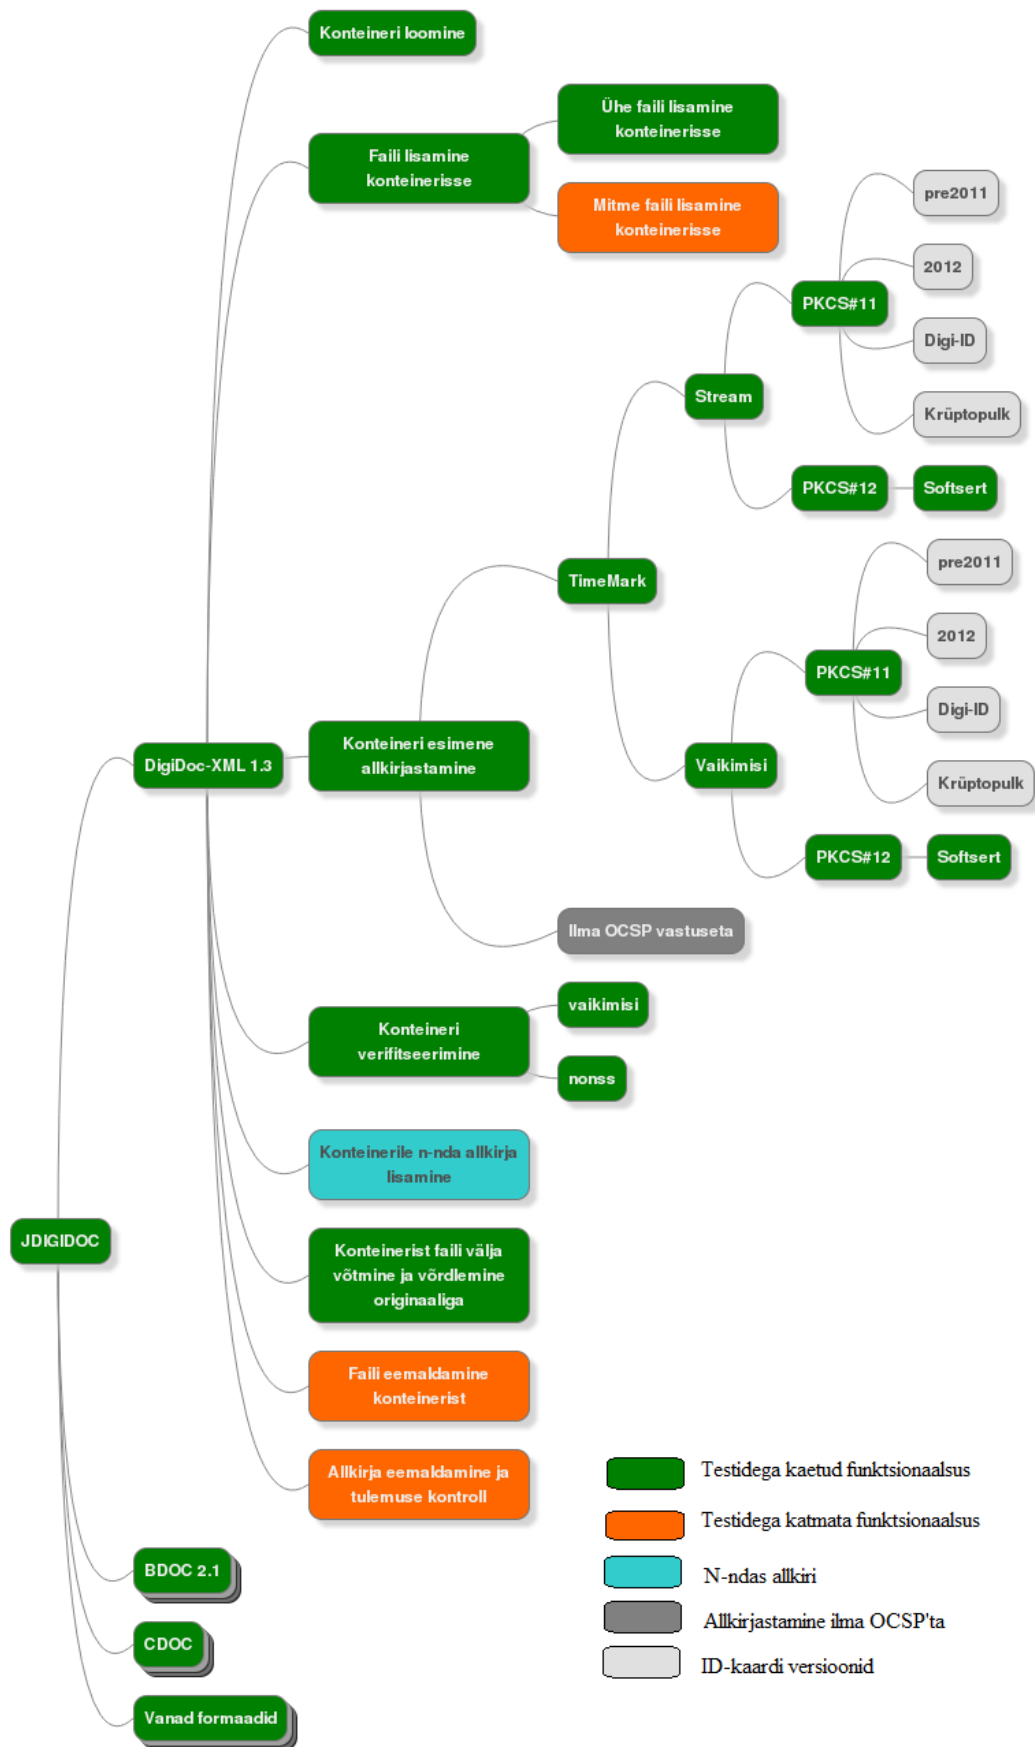 Konteineri loomine
Ühe faili lisamine
konteinerisse
Faili lisamine
konteinerisse
Mitme faili lisamine
konteinerisse
pre2011
2012
PKCS#11
Digi-ID
Stream
Krüptopulk
PKCS#12
Softsert
pre2011
TimeMark
2012
PKCS#11
Digi-ID
Konteineri esimene
allkirjastamine
DigiDoc-XML 1.3
Vaikimisi
Krüptopulk
PKCS#12
Softsert
Ilma OCSP vastuseta
vaikimisi
Konteineri
verifitseerimine
nonss
Konteinerile n-nda allkirja
lisamine
JDIGIDOC
Konteinerist faili välja
võtmine ja võrdlemine
originaaliga
Faili eemaldamine
konteinerist
Allkirja eemaldamine ja
tulemuse kontroll
Testidega kaetud funktsionaalsus
Testidega katmata funktsionaalsus
N-ndas allkiri
Allkirjastamine ilma OCSP'ta
ID-kaardi versioonid
BDOC 2.1
CDOC
Vanad formaadid